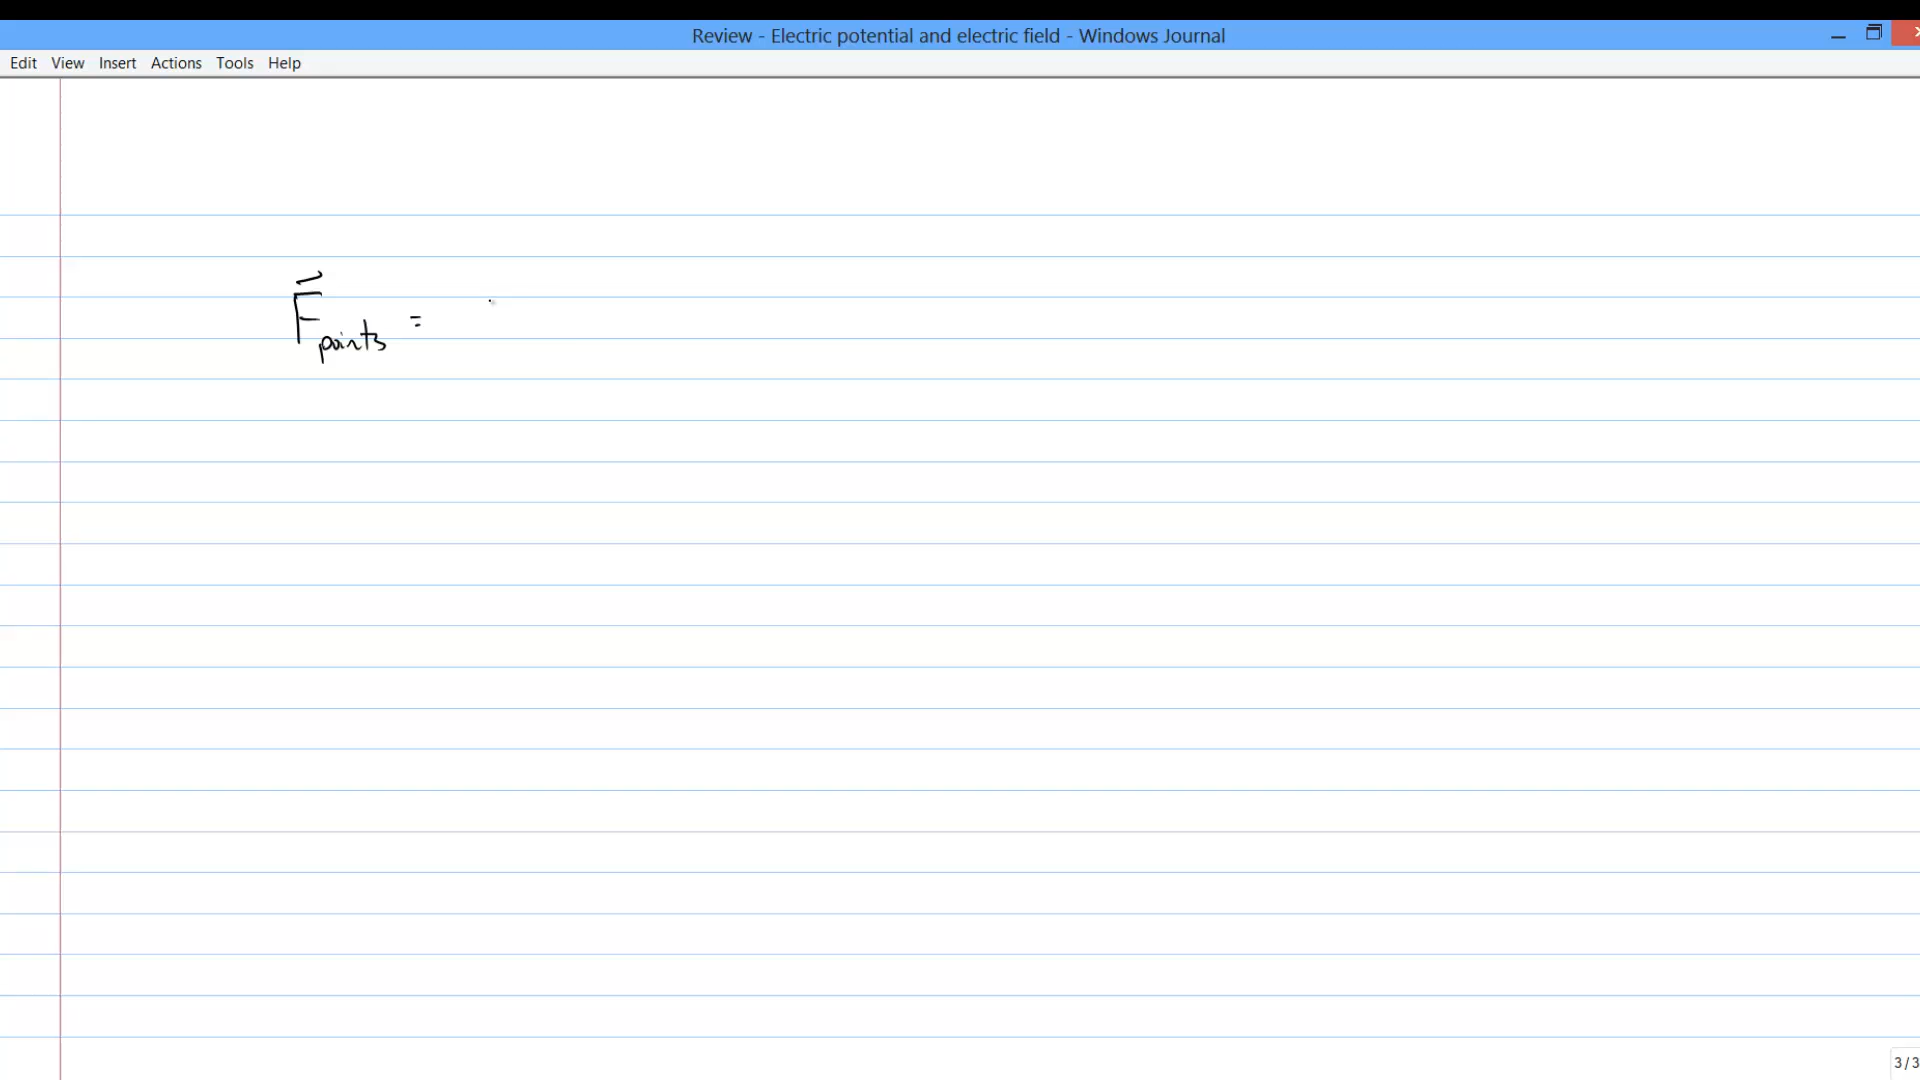 Review - Electric potential and electric field - Windows Journal
Edit View Insert Actions Tools Help
F⃗points =
3/3